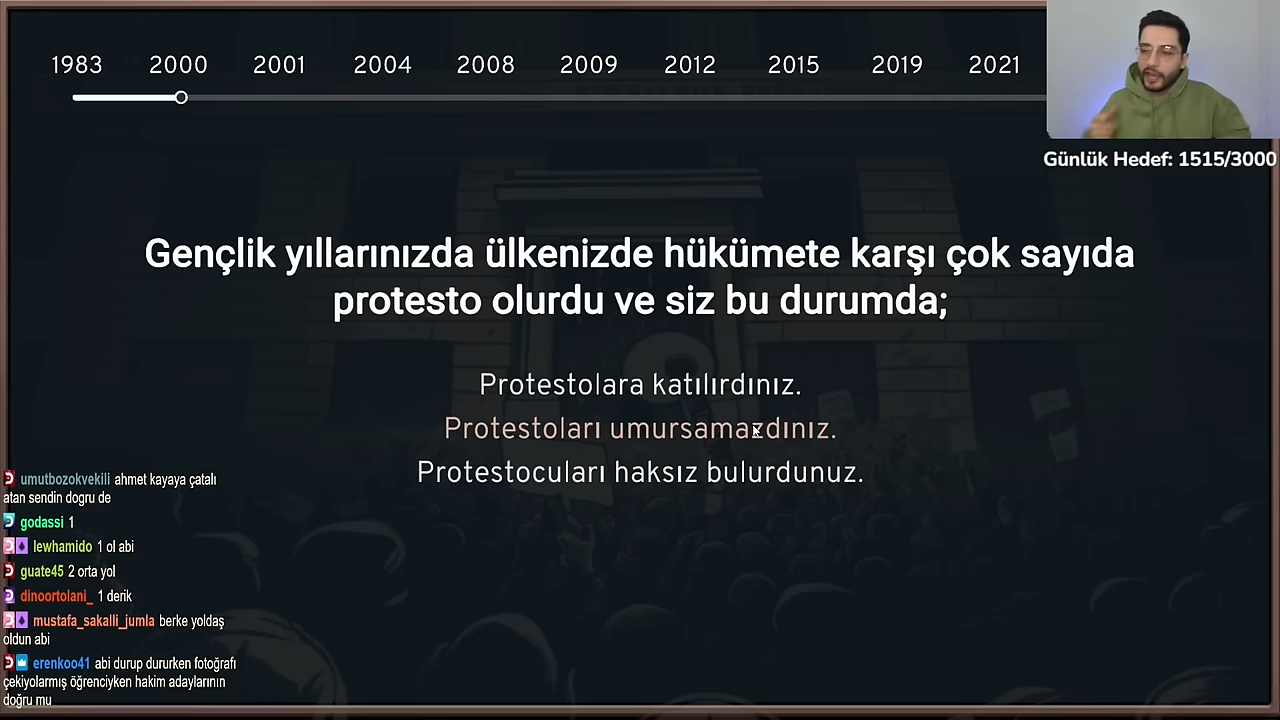 1983 2000 2001 2004 2008 2009 2012 2015 2019 2021
Günlük Hedef: 1515/3000
Gençlik yıllarınızda ülkenizde hükümete karşı çok sayıda
protesto olurdu ve siz bu durumda;
Protestolara katılırdınız.
Protestoları umursamazdınız.
Protestocuları haksız bulurdunuz.
umutbozokvekili ahmet kayaya çatalı
atan sendin dogru de
godassi 1
lewhamido 1 ol abi
guate45 2 orta yol
dinoortolani_ 1 derik
mustafa_sakalli_jumla berke yoldaş
oldun abi
erenkoo41 abi durup dururken fotoğrafı
çekiyolarmış öğrenciyken hakim adaylarının
doğru mu